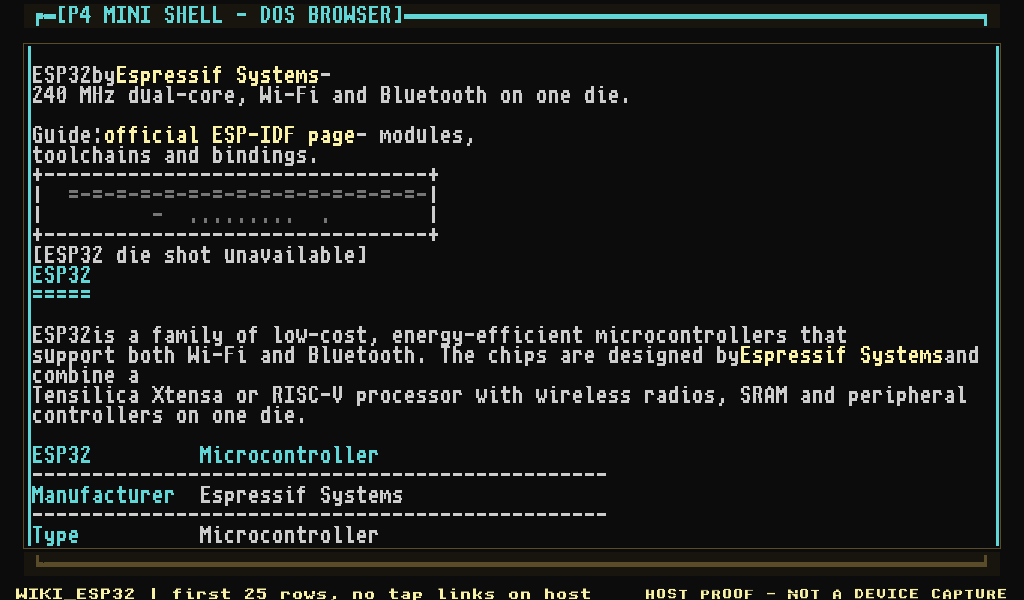 [P4 MINI SHELL - DOS BROWSER]
ESP32byEspressif Systems-
240 MHz dual-core, Wi-Fi and Bluetooth on one die.
Guide:official ESP-IDF page- modules,
toolchains and bindings.
+--------------------------------+
|  =-=-=-=-=-=-=-=-=-=-=-=-=-=-=-|
|         -  .........  .        |
+--------------------------------+
[ESP32 die shot unavailable]
ESP32
=====
ESP32is a family of low-cost, energy-efficient microcontrollers that
support both Wi-Fi and Bluetooth. The chips are designed byEspressif Systemsand
combine a
Tensilica Xtensa or RISC-V processor with wireless radios, SRAM and peripheral
controllers on one die.
ESP32         Microcontroller
------------------------------------------------
Manufacturer  Espressif Systems
------------------------------------------------
Type          Microcontroller
WIKI_ESP32 | first 25 rows, no tap links on host    HOST PROOF - NOT A DEVICE CAPTURE